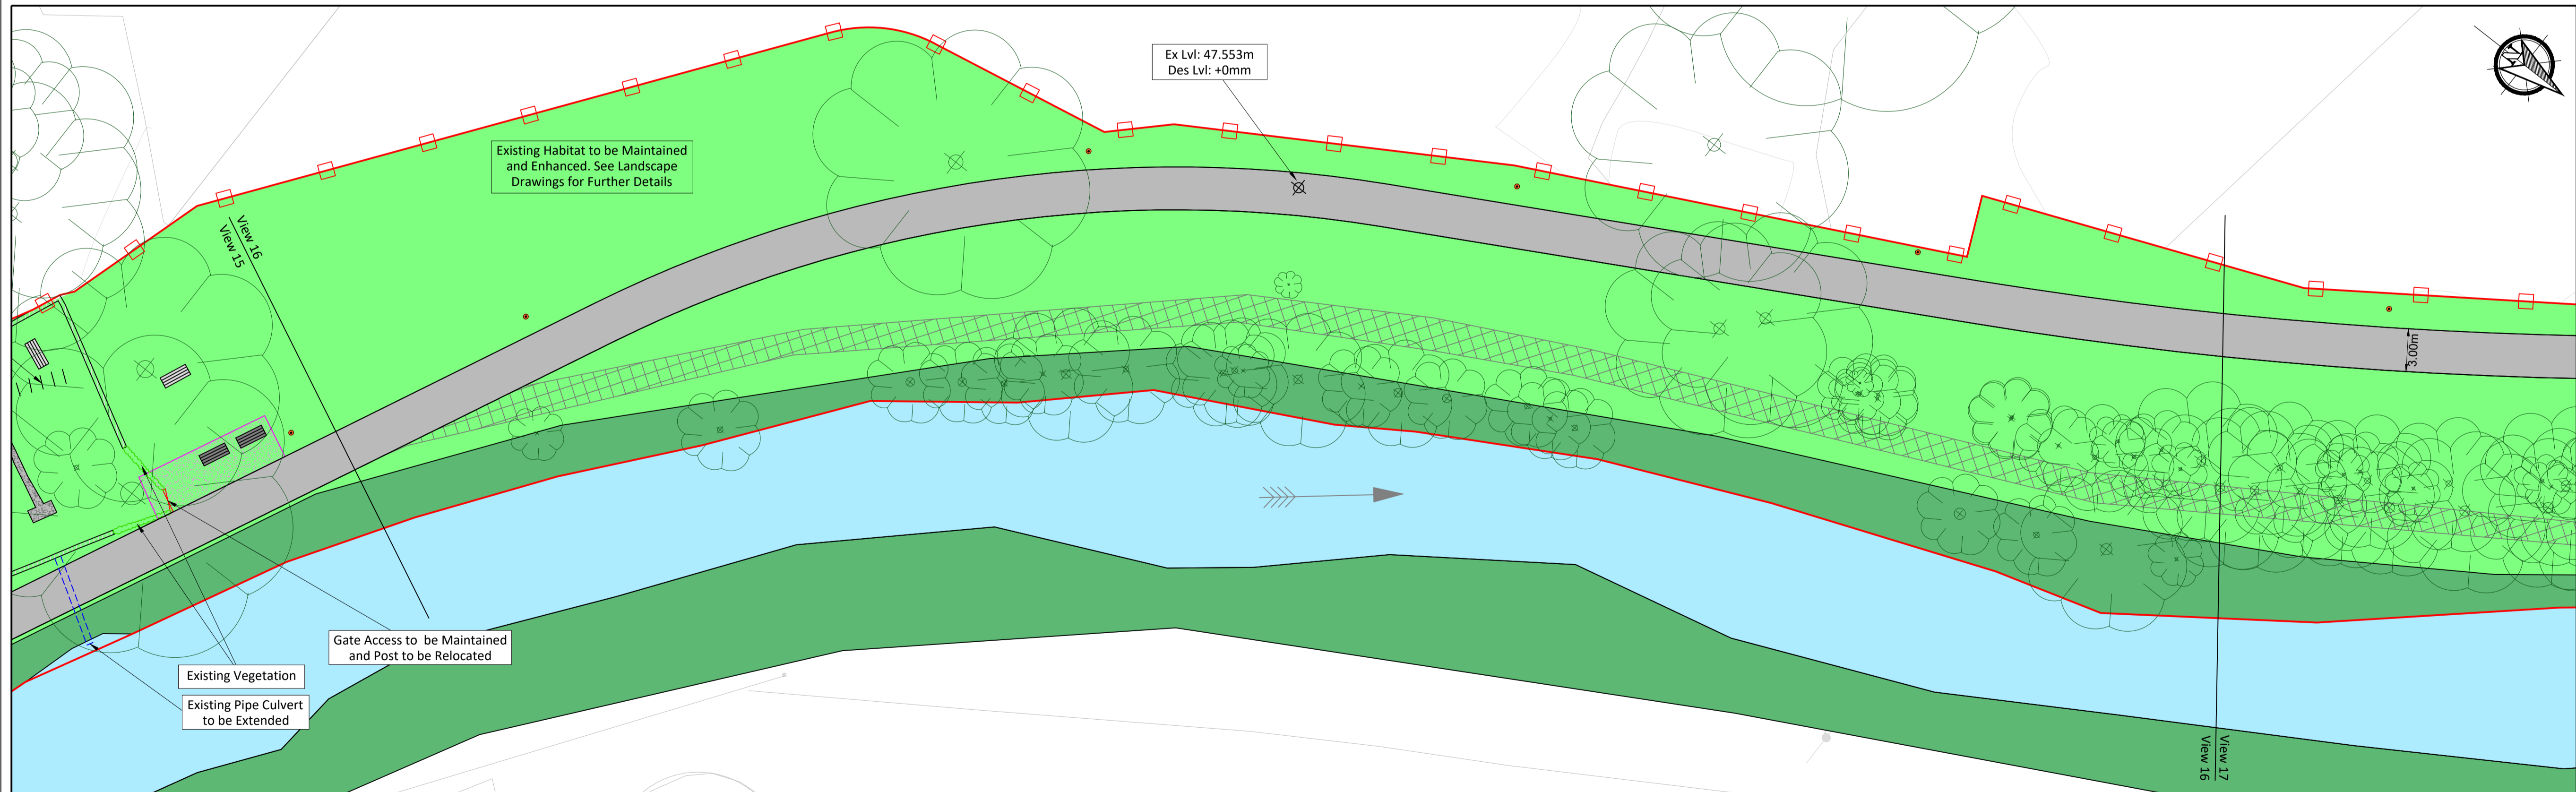 Ex Lvl: 47.553m
Des Lvl: +0mm
Existing Habitat to be Maintained
and Enhanced. See Landscape
Drawings for Further Details
View 16
View 15
3.00m
Gate Access to be Maintained
and Post to be Relocated
Existing Vegetation
Existing Pipe Culvert
to be Extended
View 17
View 16